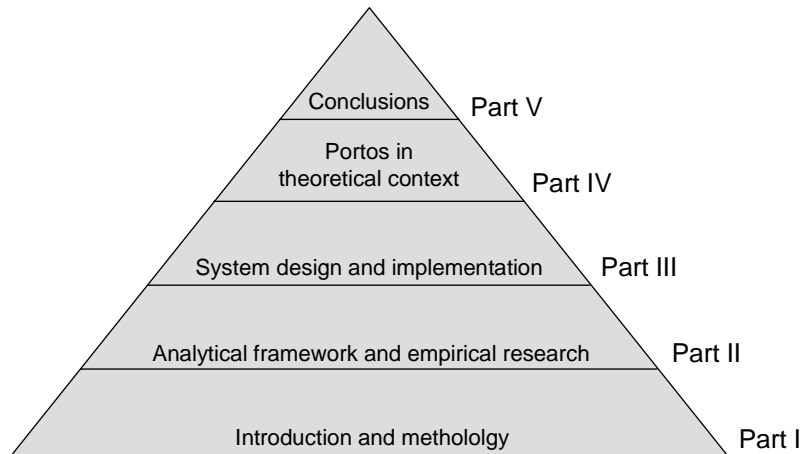 Conclusions
Part V
Portos in
theoretical context
Part IV
System design and implementation
Part III
Analytical framework and empirical research
Part II
Introduction and methololgy
Part I